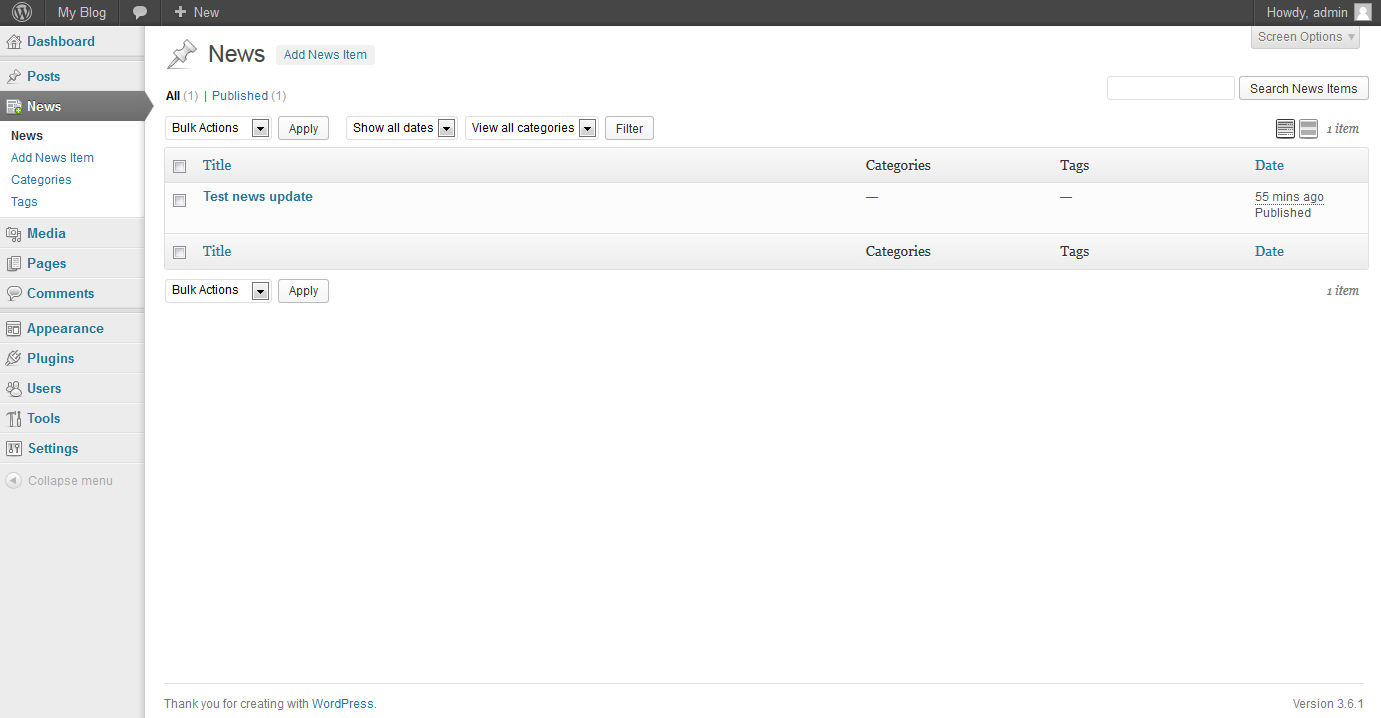 My Blog
New
Howdy, admin
Dashboard
Posts
News
News
Add News Item
Categories
Tags
Media
Pages
Comments
Appearance
Plugins
Users
Tools
Settings
Collapse menu
Screen Options
News Add News Item
All (1) | Published (1)
Search News Items
Bulk Actions Apply Show all dates View all categories Filter 1 item
Title Categories Tags Date
Test news update — — 55 mins ago
Published
Title Categories Tags Date
Bulk Actions Apply 1 item
Thank you for creating with WordPress. Version 3.6.1